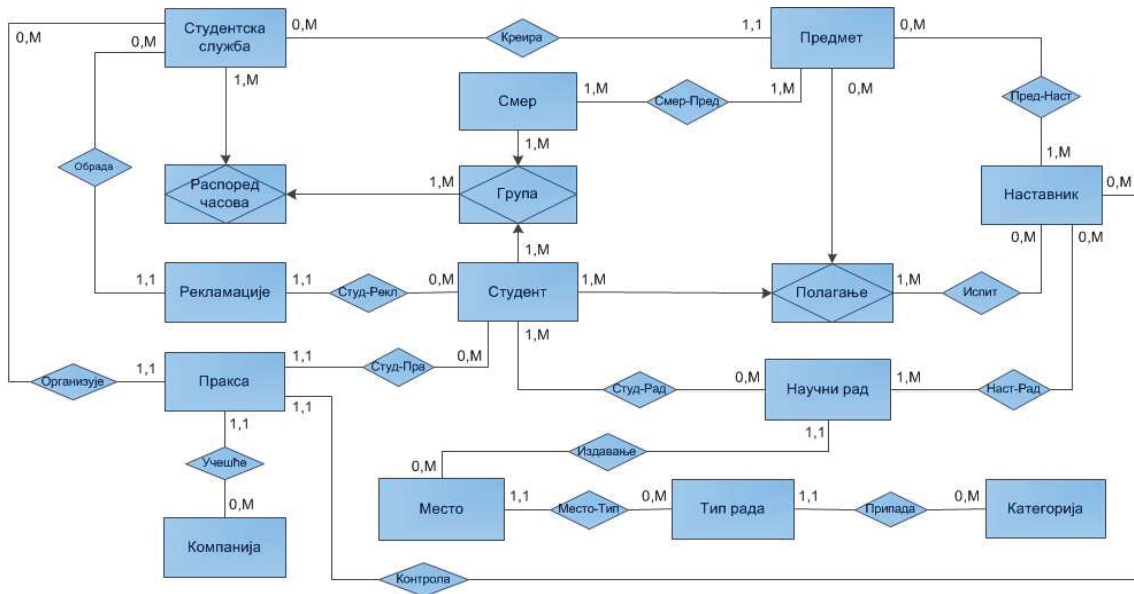 0,M
Студентска
служба
0,M
1,1
Предмет
0,M
0,M
Креира
1,M
1,M
0,M
Смер
1,M
Смер-Пред
1,M
Пред-Наст
1,M
Обрада
Распоред
часова
1,M
Група
1,M
Наставник
0,M
1,M
0,M
0,M
1,1
Рекламације
1,1
Студ-Рекл
0,M
Студент
1,M
Полагање
1,M
Испит
1,M
1,1
0,M
Организује
1,1
Пракса
Студ-Пра
1,1
1,1
Студ-Рад
0,M
Научни рад
1,M
Наст-Рад
1,1
Учешће
0,M
Издавање
0,M
Место
1,1
Место-Тип
0,M
Тип рада
1,1
Припада
0,M
Категорија
Компанија
Контрола